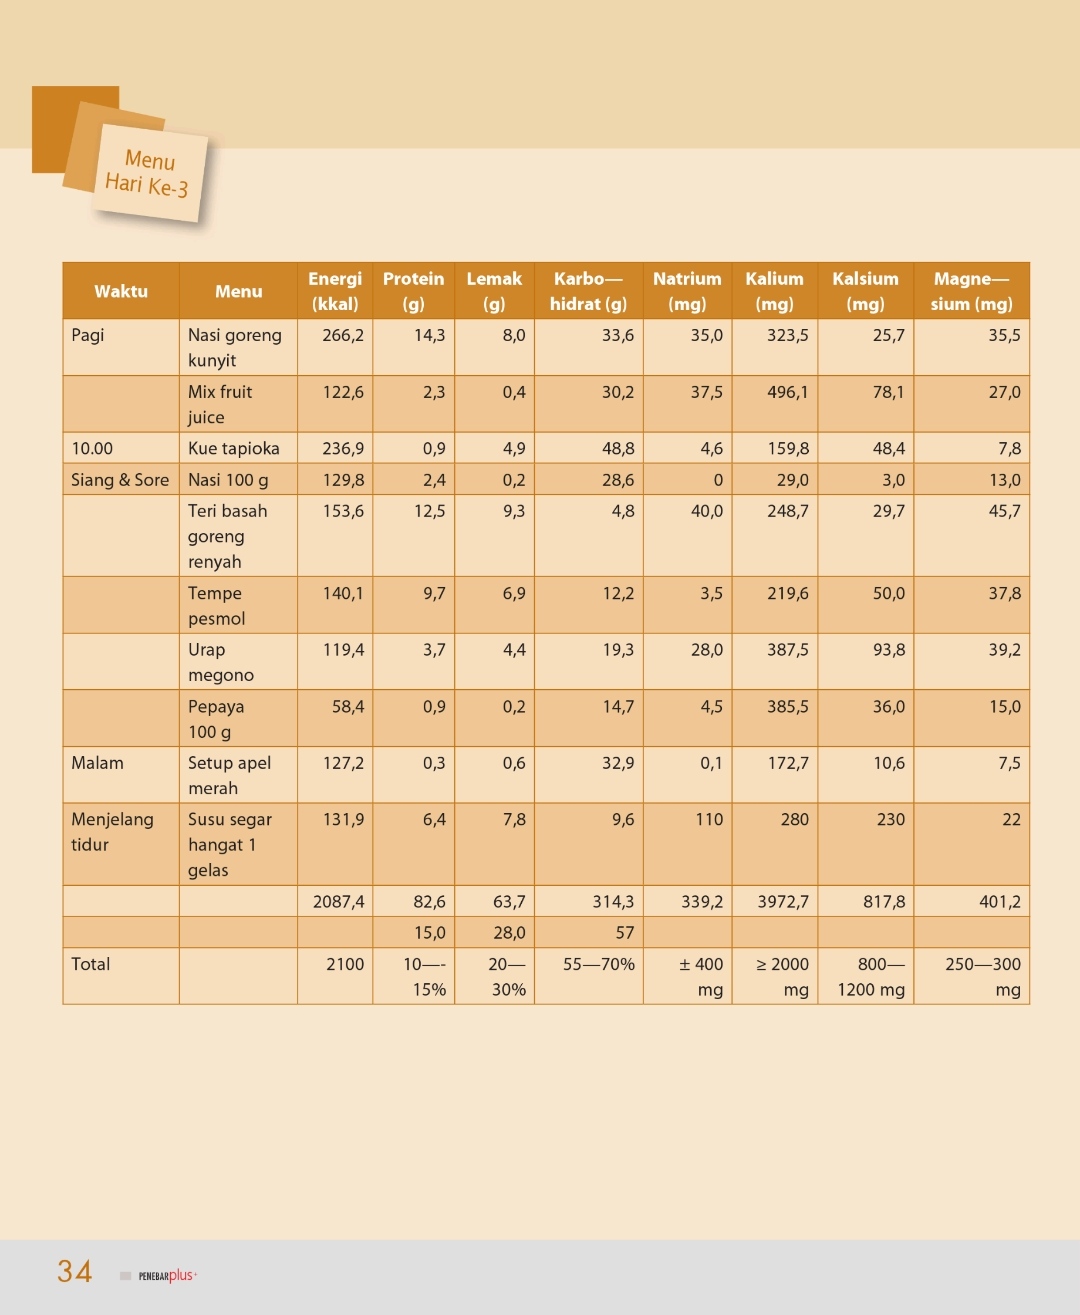 Menu
Hari Ke-3
Waktu Menu Energi (kkal) Protein (g) Lemak (g) Karbo—hidrat (g) Natrium (mg) Kalium (mg) Kalsium (mg) Magne—sium (mg)
Pagi Nasi goreng kunyit 266,2 14,3 8,0 33,6 35,0 323,5 25,7 35,5
Mix fruit juice 122,6 2,3 0,4 30,2 37,5 496,1 78,1 27,0
10.00 Kue tapioka 236,9 0,9 4,9 48,8 4,6 159,8 48,4 7,8
Siang & Sore Nasi 100 g 129,8 2,4 0,2 28,6 0 29,0 3,0 13,0
Teri basah goreng renyah 153,6 12,5 9,3 4,8 40,0 248,7 29,7 45,7
Tempe pesmol 140,1 9,7 6,9 12,2 3,5 219,6 50,0 37,8
Urap megono 119,4 3,7 4,4 19,3 28,0 387,5 93,8 39,2
Pepaya 100 g 58,4 0,9 0,2 14,7 4,5 385,5 36,0 15,0
Malam Setup apel merah 127,2 0,3 0,6 32,9 0,1 172,7 10,6 7,5
Menjelang tidur Susu segar hangat 1 gelas 131,9 6,4 7,8 9,6 110 280 230 22
2087,4 82,6 63,7 314,3 339,2 3972,7 817,8 401,2
15,0 28,0 57
Total 2100 10—-15% 20—30% 55—70% ± 400 mg ≥ 2000 mg 800—1200 mg 250—300 mg
34 PENEBARplus+